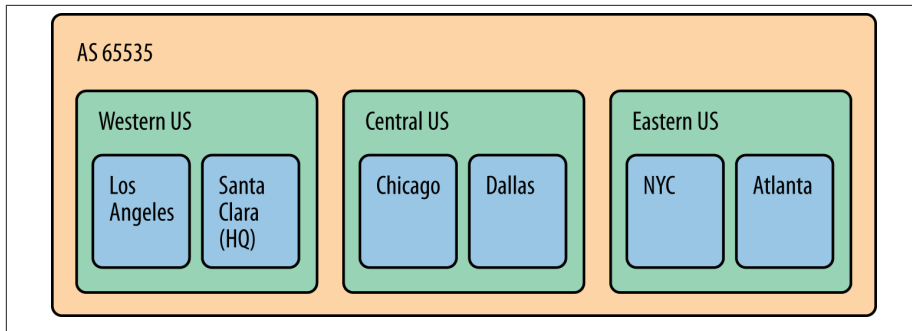 AS 65535
Western US
Los
Angeles
Santa
Clara
(HQ)
Central US
Chicago
Dallas
Eastern US
NYC
Atlanta